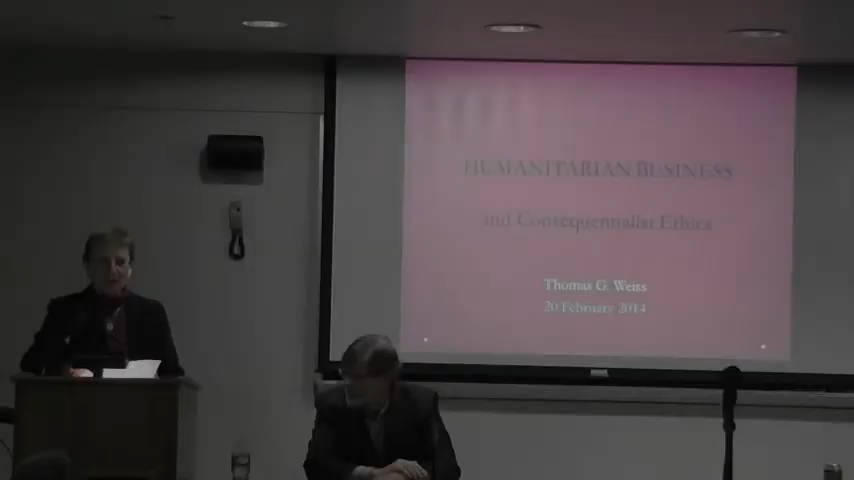 HUMANITARIAN BUSINESS
and Consequentialist Ethics
Thomas G. Weiss
20 February 2014